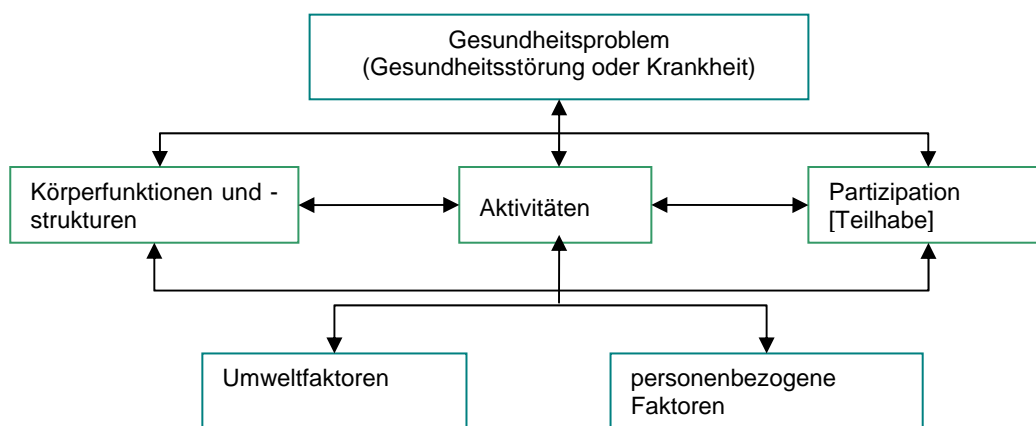 Gesundheitsproblem
(Gesundheitsstörung oder Krankheit)
Körperfunktionen und -
strukturen
Aktivitäten
Partizipation
[Teilhabe]
Umweltfaktoren
personenbezogene
Faktoren